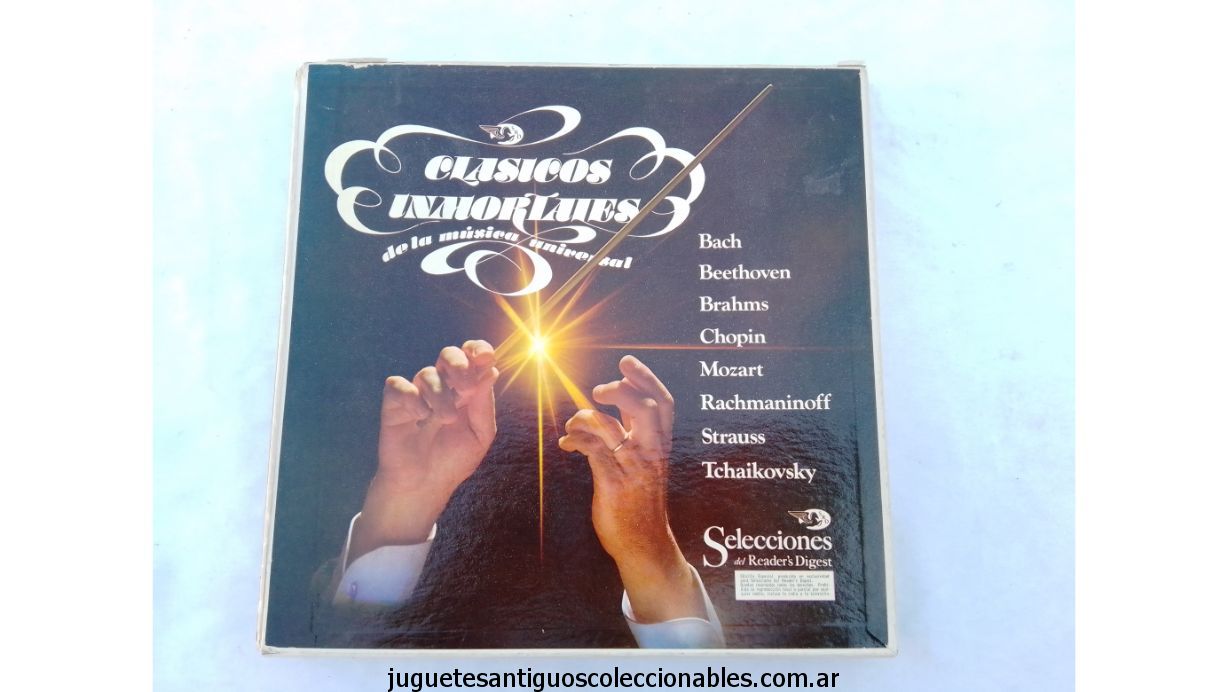 CLASICOS
INMORTALES
de la música universal
Bach
Beethoven
Brahms
Chopin
Mozart
Rachmaninoff
Strauss
Tchaikovsky
Selecciones
del Reader's Digest
juguetesantiguoscoleccionables.com.ar